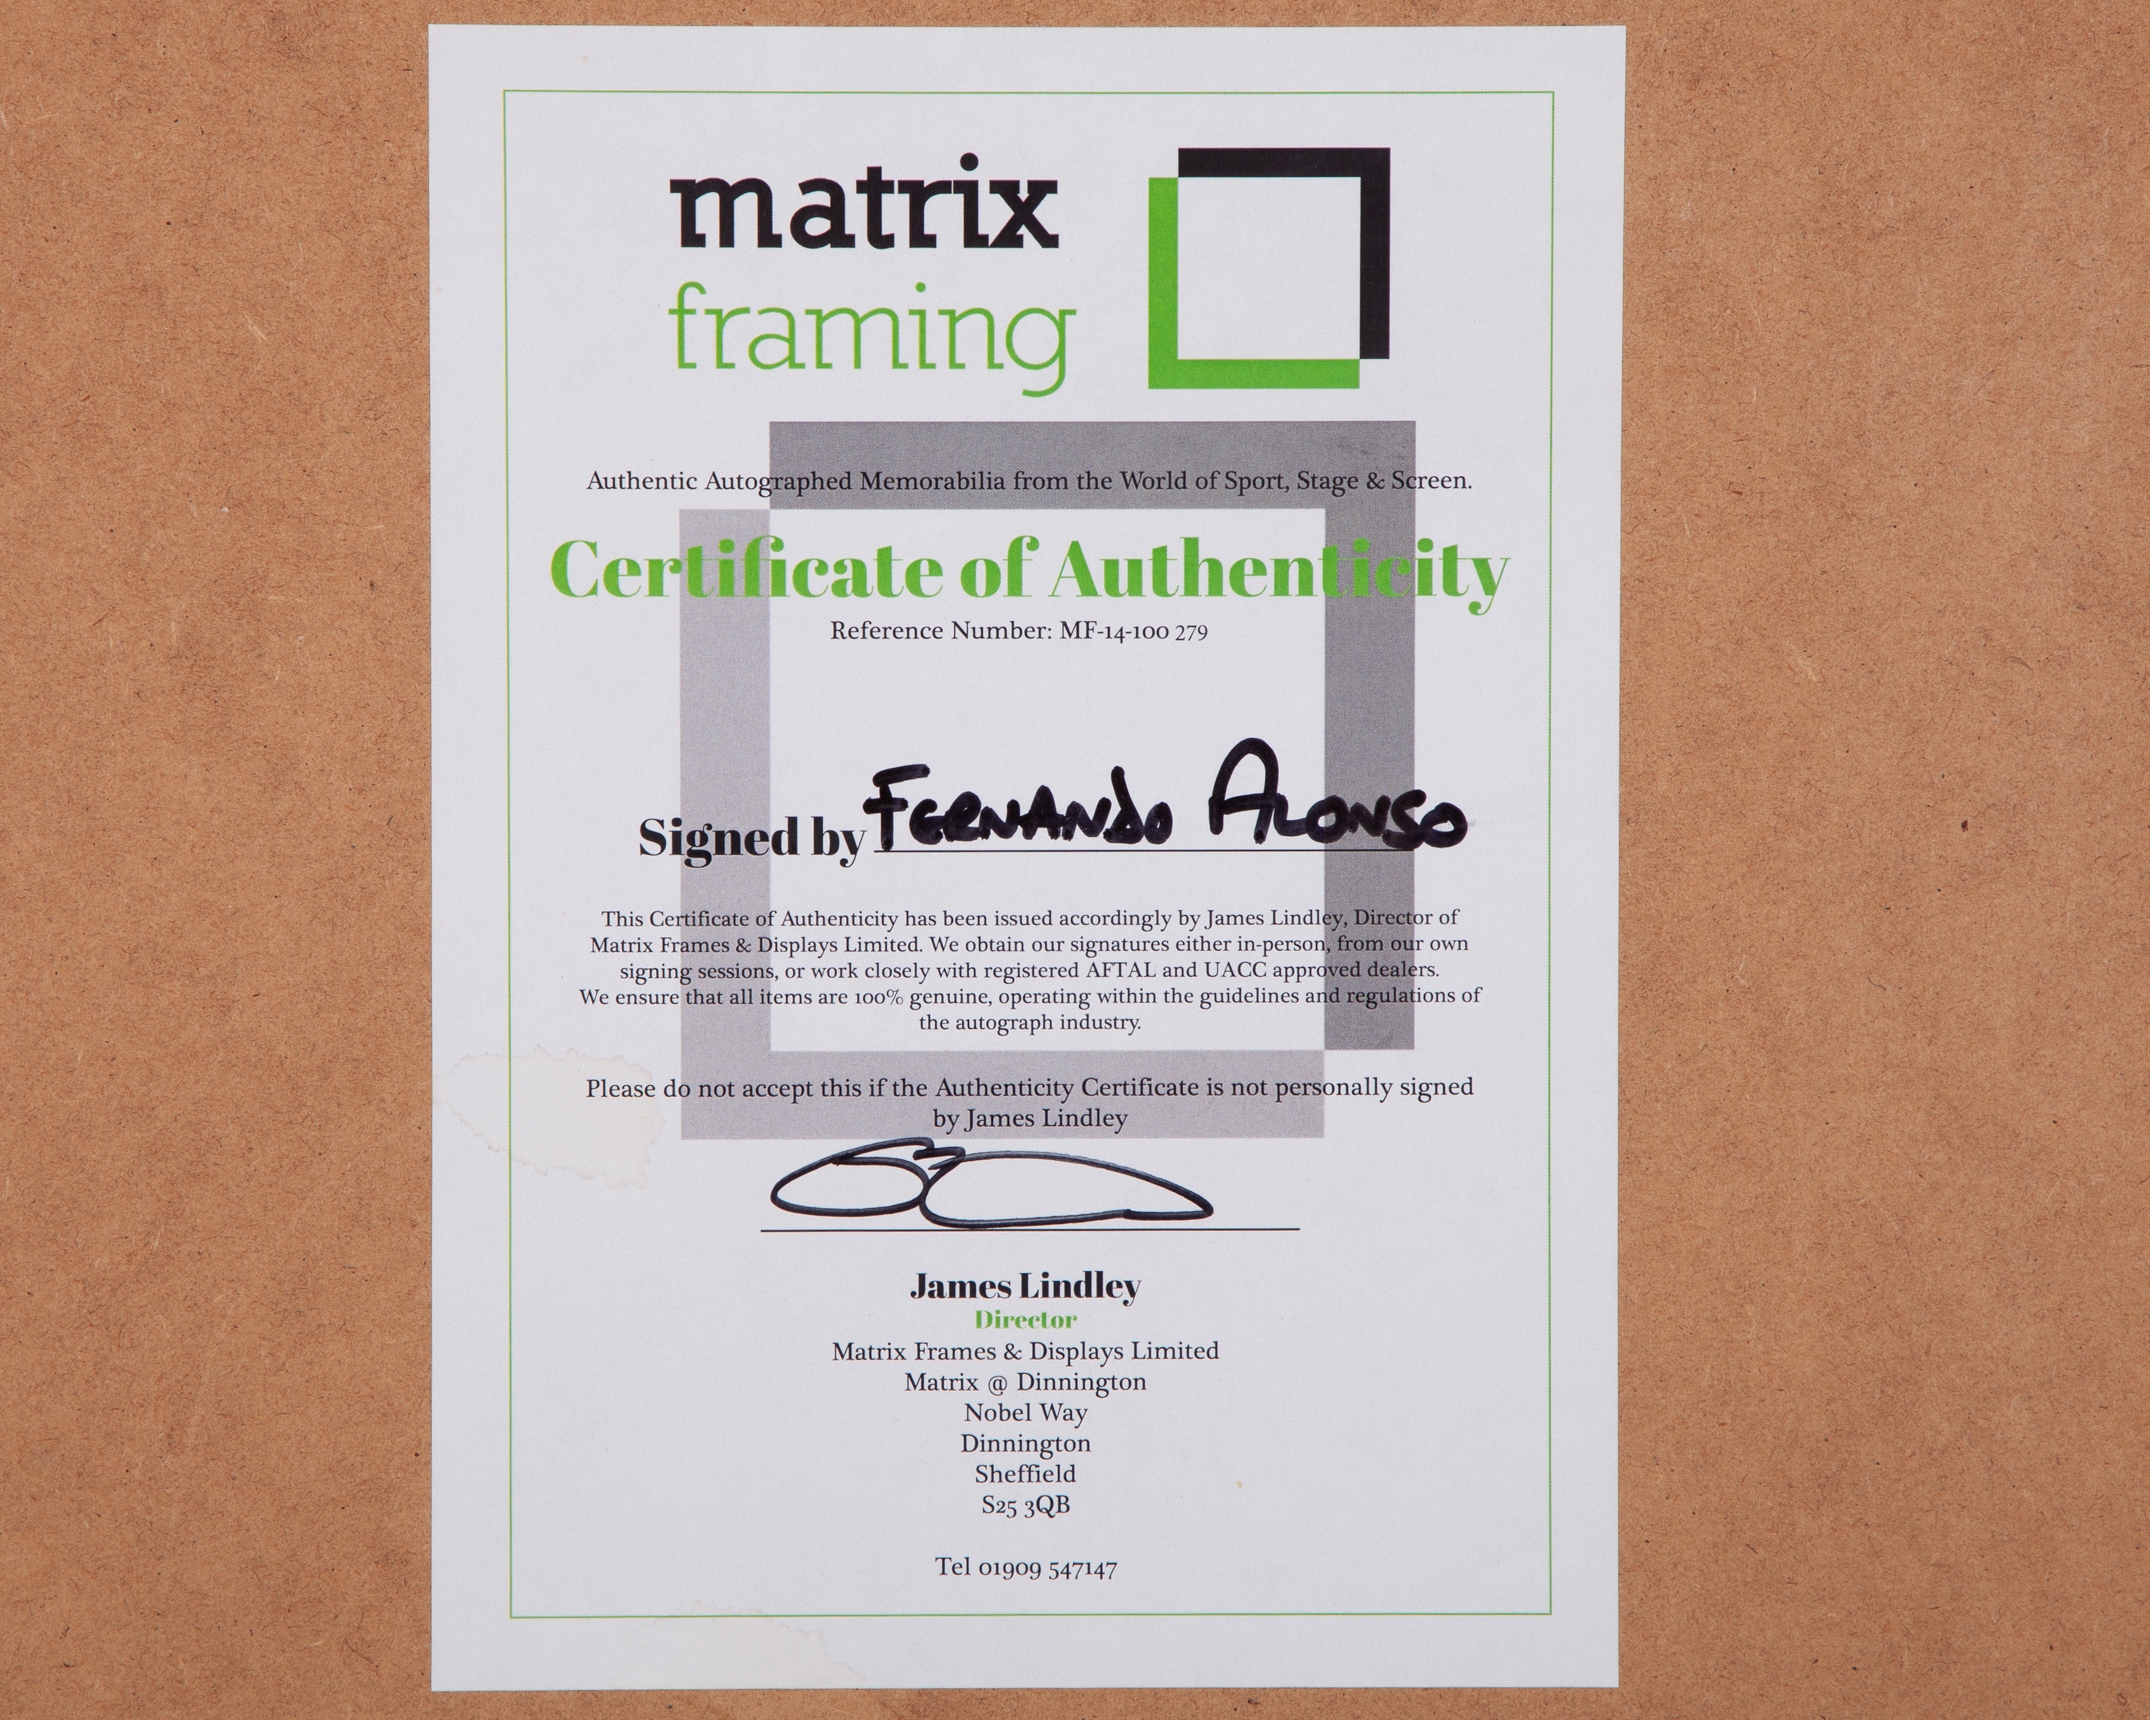 matrix
framing
Authentic Autographed Memorabilia from the World of Sport, Stage & Screen.
Certificate of Authenticity
Reference Number: MF-14-100 279
Signed by FERNANDO ALONSO
This Certificate of Authenticity has been issued accordingly by James Lindley, Director of
Matrix Frames & Displays Limited. We obtain our signatures either in-person, from our own
signing sessions, or work closely with registered AFTAL and UACC approved dealers.
We ensure that all items are 100% genuine, operating within the guidelines and regulations of
the autograph industry.
Please do not accept this if the Authenticity Certificate is not personally signed
by James Lindley
James Lindley
Director
Matrix Frames & Displays Limited
Matrix @ Dinnington
Nobel Way
Dinnington
Sheffield
S25 3QB
Tel 01909 547147